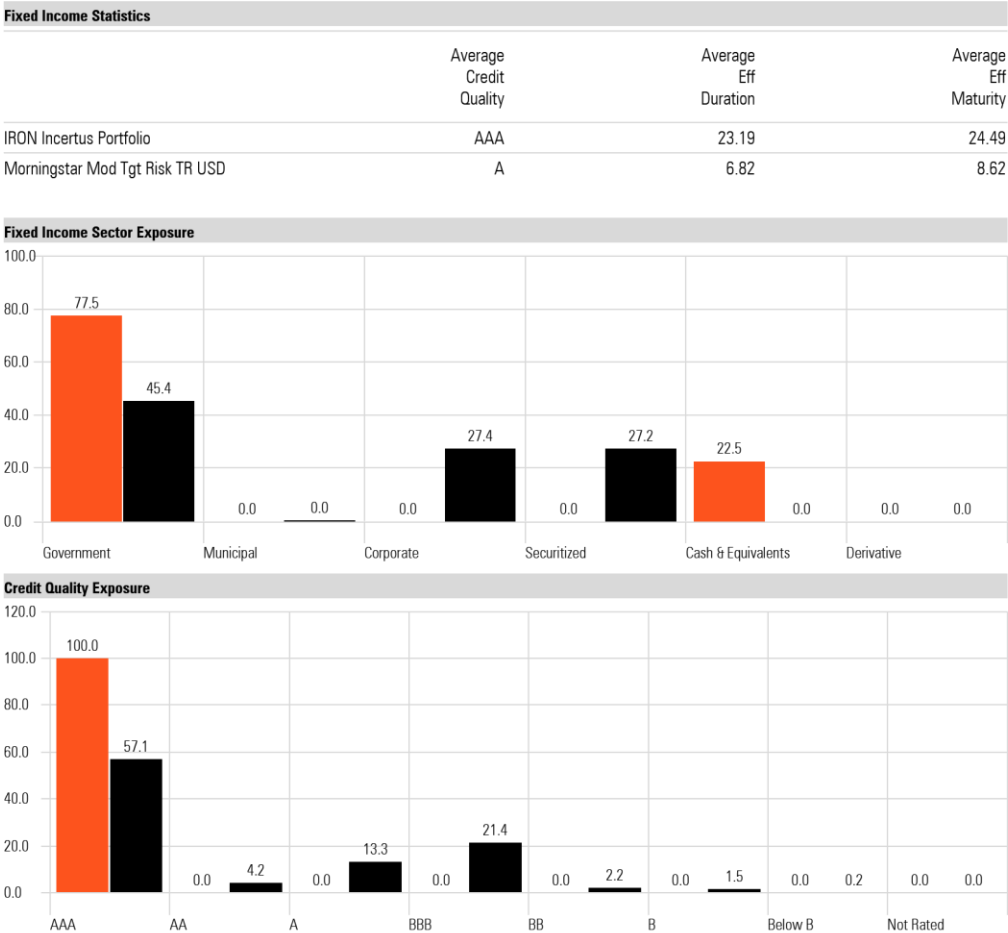 Fixed Income Statistics
Average Credit Quality Average Eff Duration Average Eff Maturity
IRON Incertus Portfolio AAA 23.19 24.49
Morningstar Mod Tgt Risk TR USD A 6.82 8.62
Fixed Income Sector Exposure
100.0
80.0
60.0
40.0
20.0
0.0
77.5 45.4 0.0 0.0 0.0 27.4 0.0 27.2 22.5 0.0 0.0 0.0
Government Municipal Corporate Securitized Cash & Equivalents Derivative
Credit Quality Exposure
120.0
100.0
80.0
60.0
40.0
20.0
0.0
100.0 57.1 0.0 4.2 0.0 13.3 0.0 21.4 0.0 2.2 0.0 1.5 0.0 0.2 0.0 0.0
AAA AA A BBB BB B Below B Not Rated